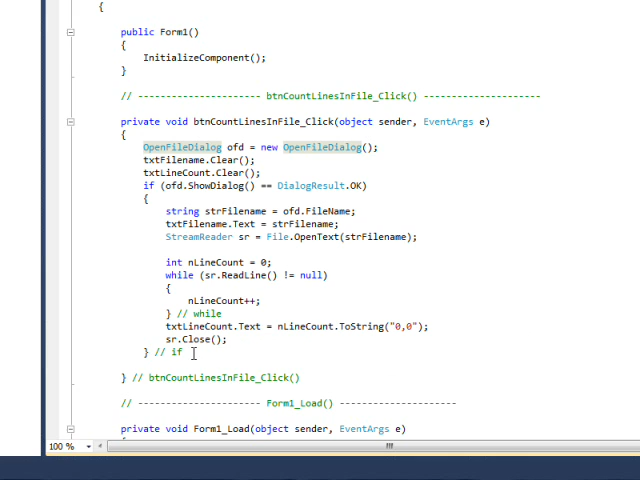 {
public Form1()
{
InitializeComponent();
}
// ---------------------- btnCountLinesInFile_Click() ---------------------
private void btnCountLinesInFile_Click(object sender, EventArgs e)
{
OpenFileDialog ofd = new OpenFileDialog();
txtFilename.Clear();
txtLineCount.Clear();
if (ofd.ShowDialog() == DialogResult.OK)
{
string strFilename = ofd.FileName;
txtFilename.Text = strFilename;
StreamReader sr = File.OpenText(strFilename);
int nLineCount = 0;
while (sr.ReadLine() != null)
{
nLineCount++;
} // while
txtLineCount.Text = nLineCount.ToString("0,0");
sr.Close();
} // if
} // btnCountLinesInFile_Click()
// ---------------------- Form1_Load() ---------------------
private void Form1_Load(object sender, EventArgs e)
100 %